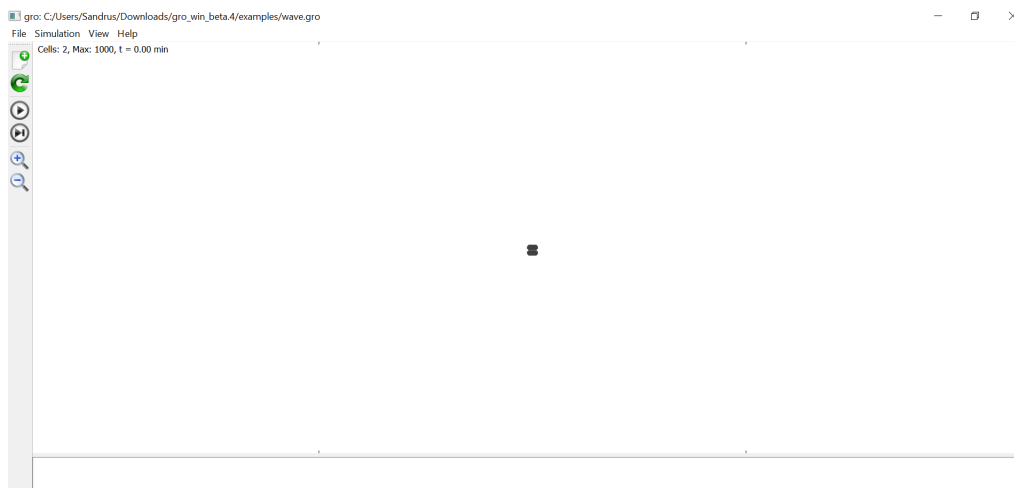 gro: C:/Users/Sandrus/Downloads/gro_win_beta.4/examples/wave.gro
File Simulation View Help
Cells: 2, Max: 1000, t = 0.00 min